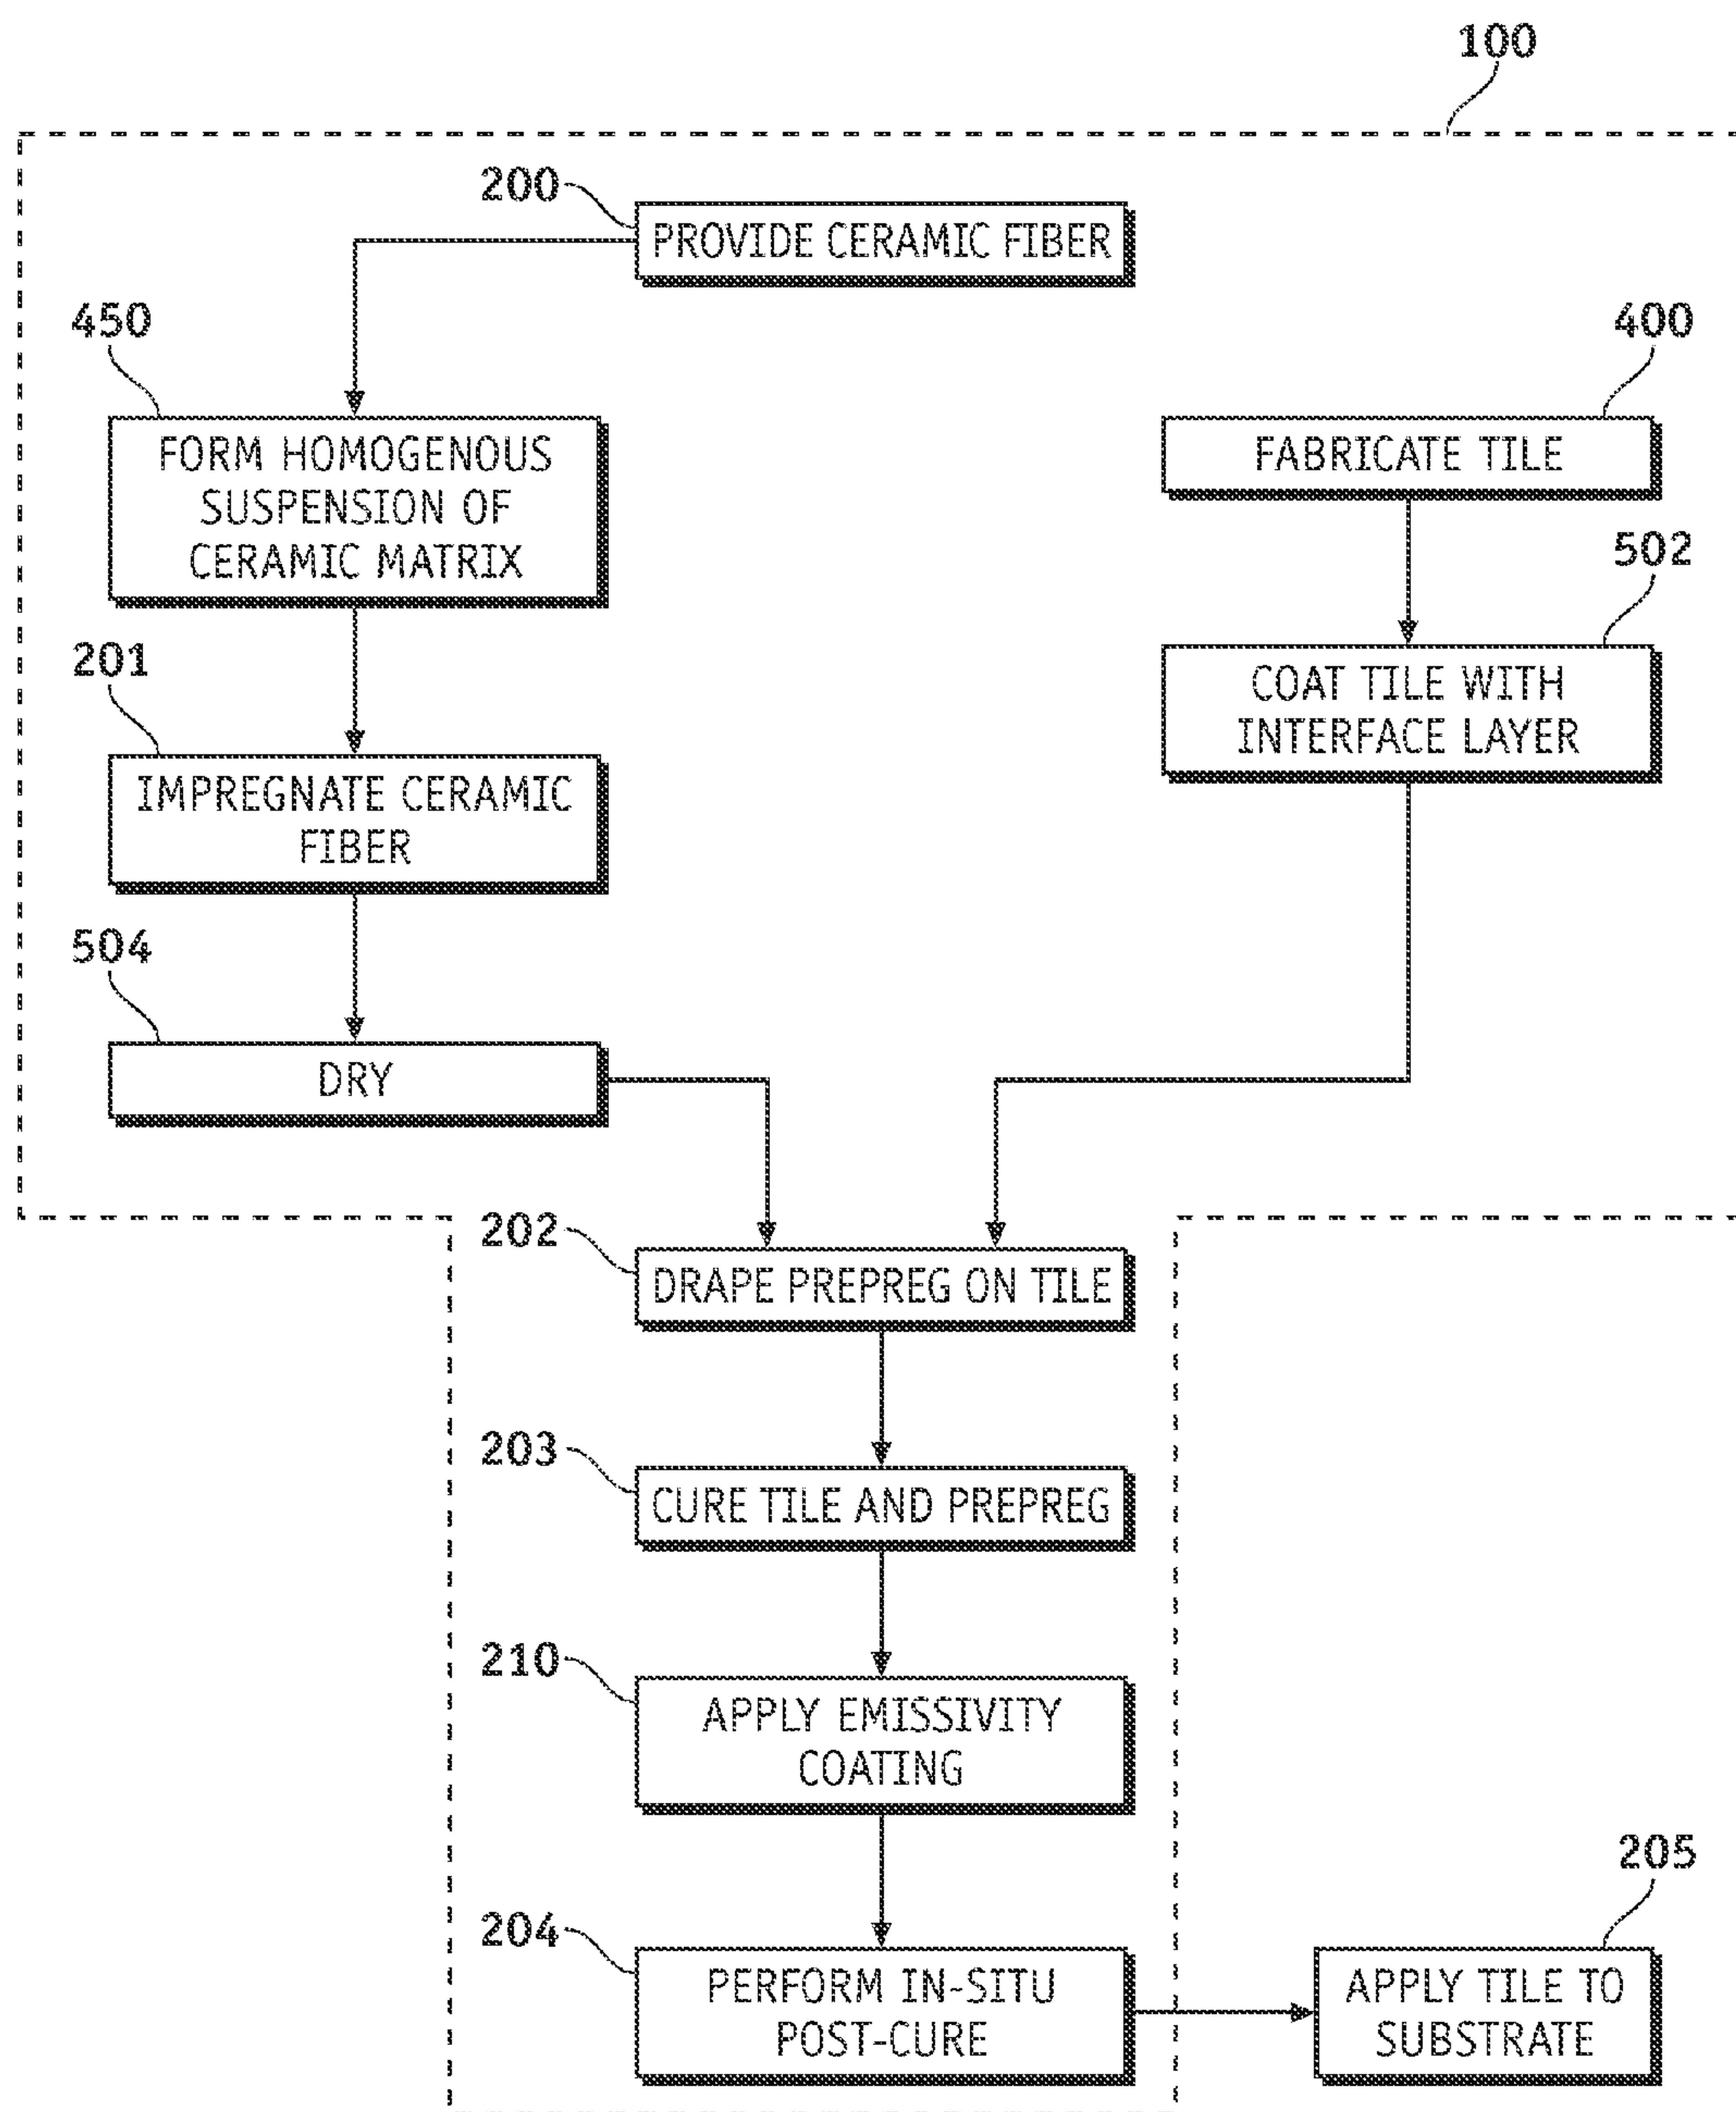 100
200
PROVIDE CERAMIC FIBER
450
FORM HOMOGENOUS
SUSPENSION OF
CERAMIC MATRIX
400
FABRICATE TILE
502
COAT TILE WITH
INTERFACE LAYER
201
IMPREGNATE CERAMIC
FIBER
504
DRY
202
DRAPE PREPREG ON TILE
203
CURE TILE AND PREPREG
210
APPLY EMISSIVITY
COATING
204
PERFORM IN-SITU
POST-CURE
205
APPLY TILE TO
SUBSTRATE